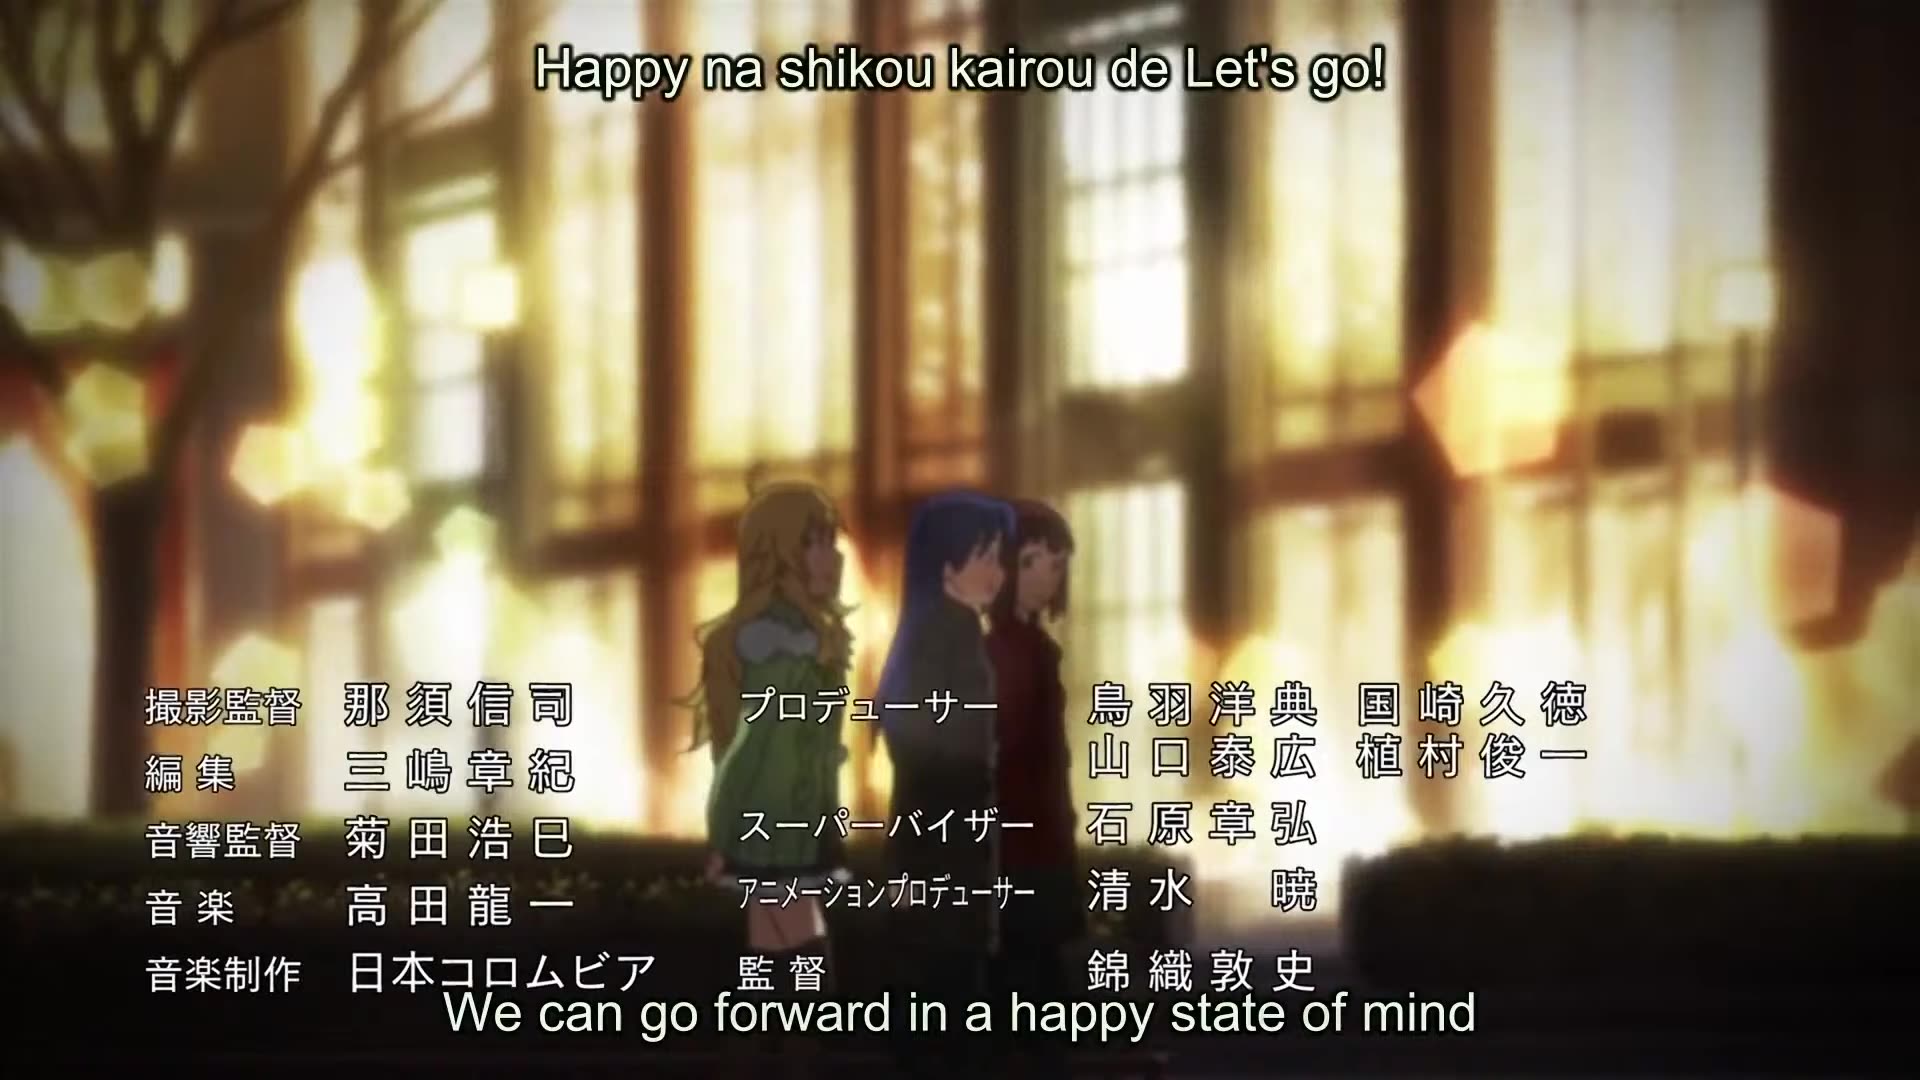 Happy na shikou kairou de Let's go!
撮影監督 那須信司
編集 三嶋章紀
音響監督 菊田浩巳
音楽 高田龍一
音楽制作 日本コロムビア
プロデューサー 鳥羽洋典 国崎久徳
山口泰広 植村俊一
スーパーバイザー 石原章弘
アニメーションプロデューサー 清水 暁
監督 錦織敦史
We can go forward in a happy state of mind